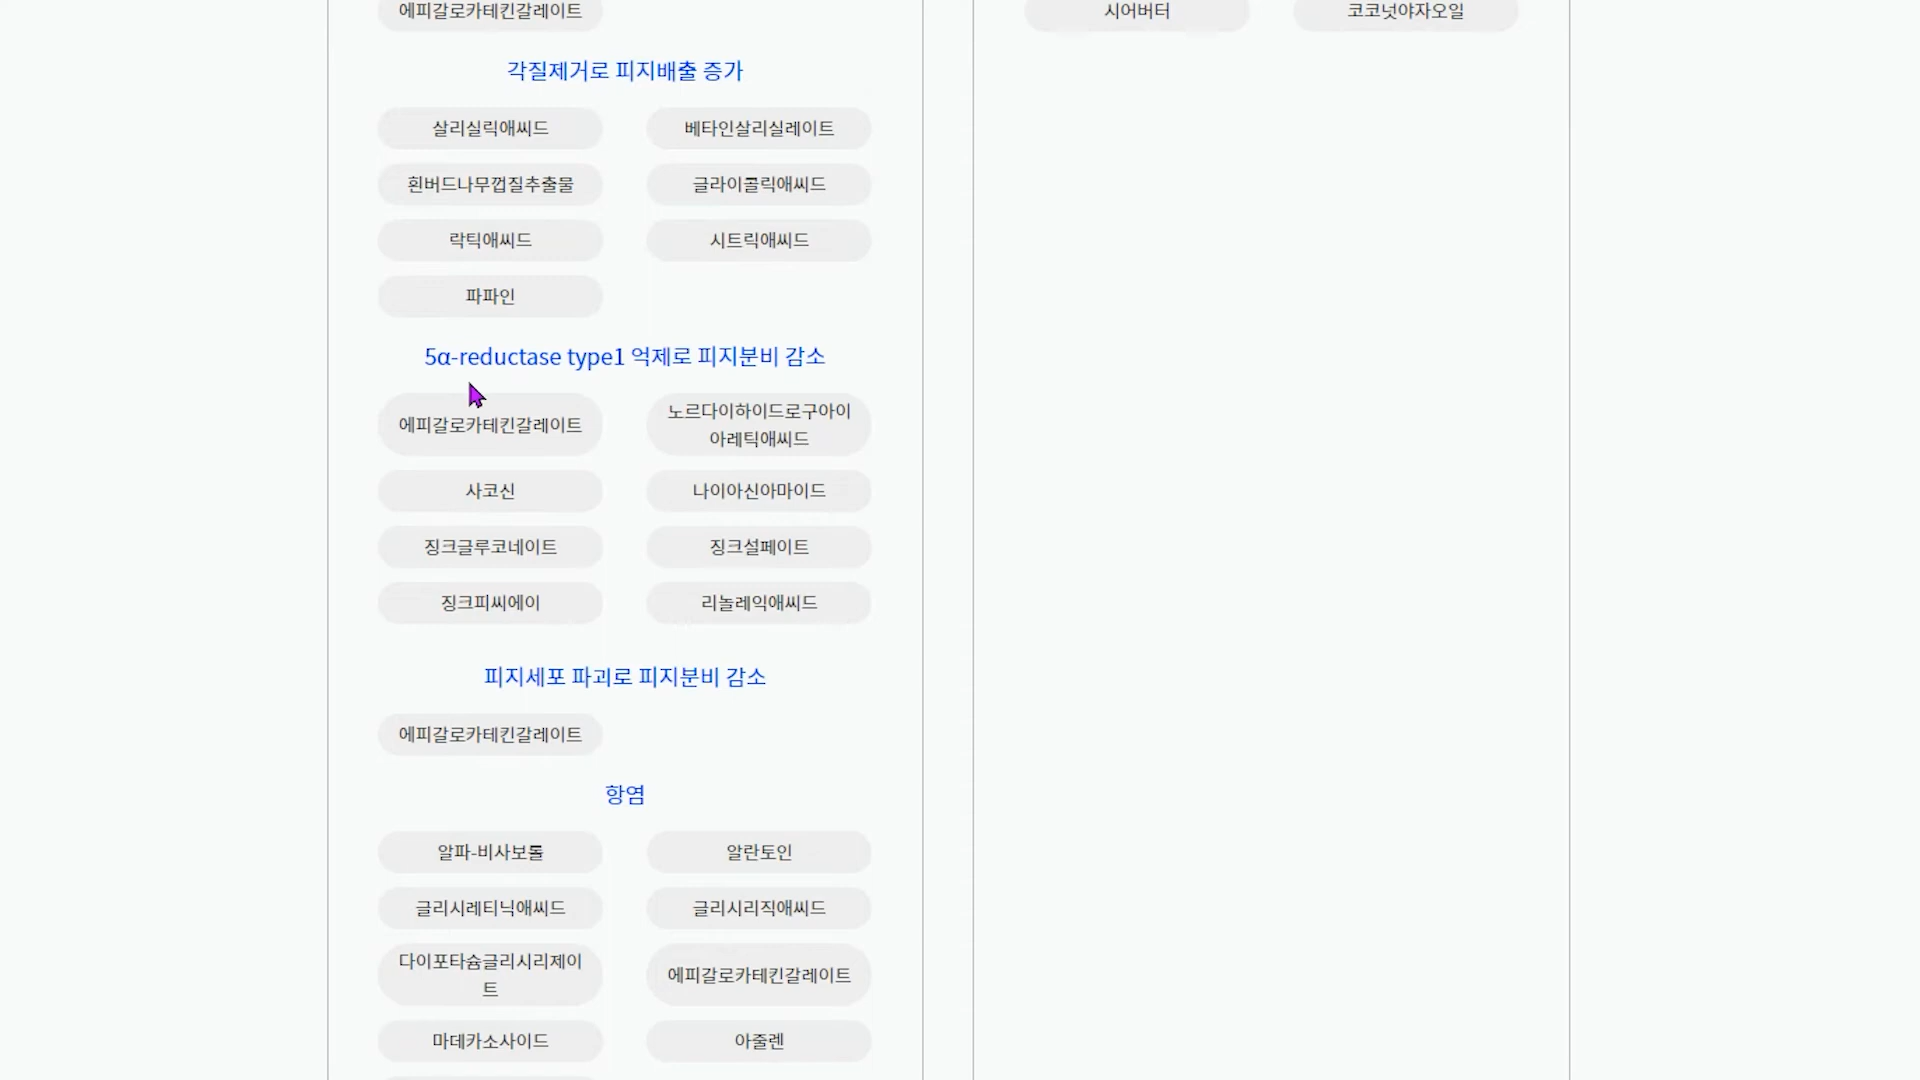 에피갈로카테킨갈레이트
시어버터
코코넛야자오일
각질제거로 피지배출 증가
살리실릭애씨드
베타인살리실레이트
흰버드나무껍질추출물
글라이콜릭애씨드
락틱애씨드
시트릭애씨드
파파인
5α-reductase type1 억제로 피지분비 감소
에피갈로카테킨갈레이트
노르다이하이드로구아이
아레틱애씨드
사코신
나이아신아마이드
징크글루코네이트
징크설페이트
징크피씨에이
리놀레익애씨드
피지세포 파괴로 피지분비 감소
에피갈로카테킨갈레이트
항염
알파-비사보롤
알란토인
글리시레티닉애씨드
글리시리직애씨드
다이포타슘글리시리제이
트
에피갈로카테킨갈레이트
마데카소사이드
아줄렌